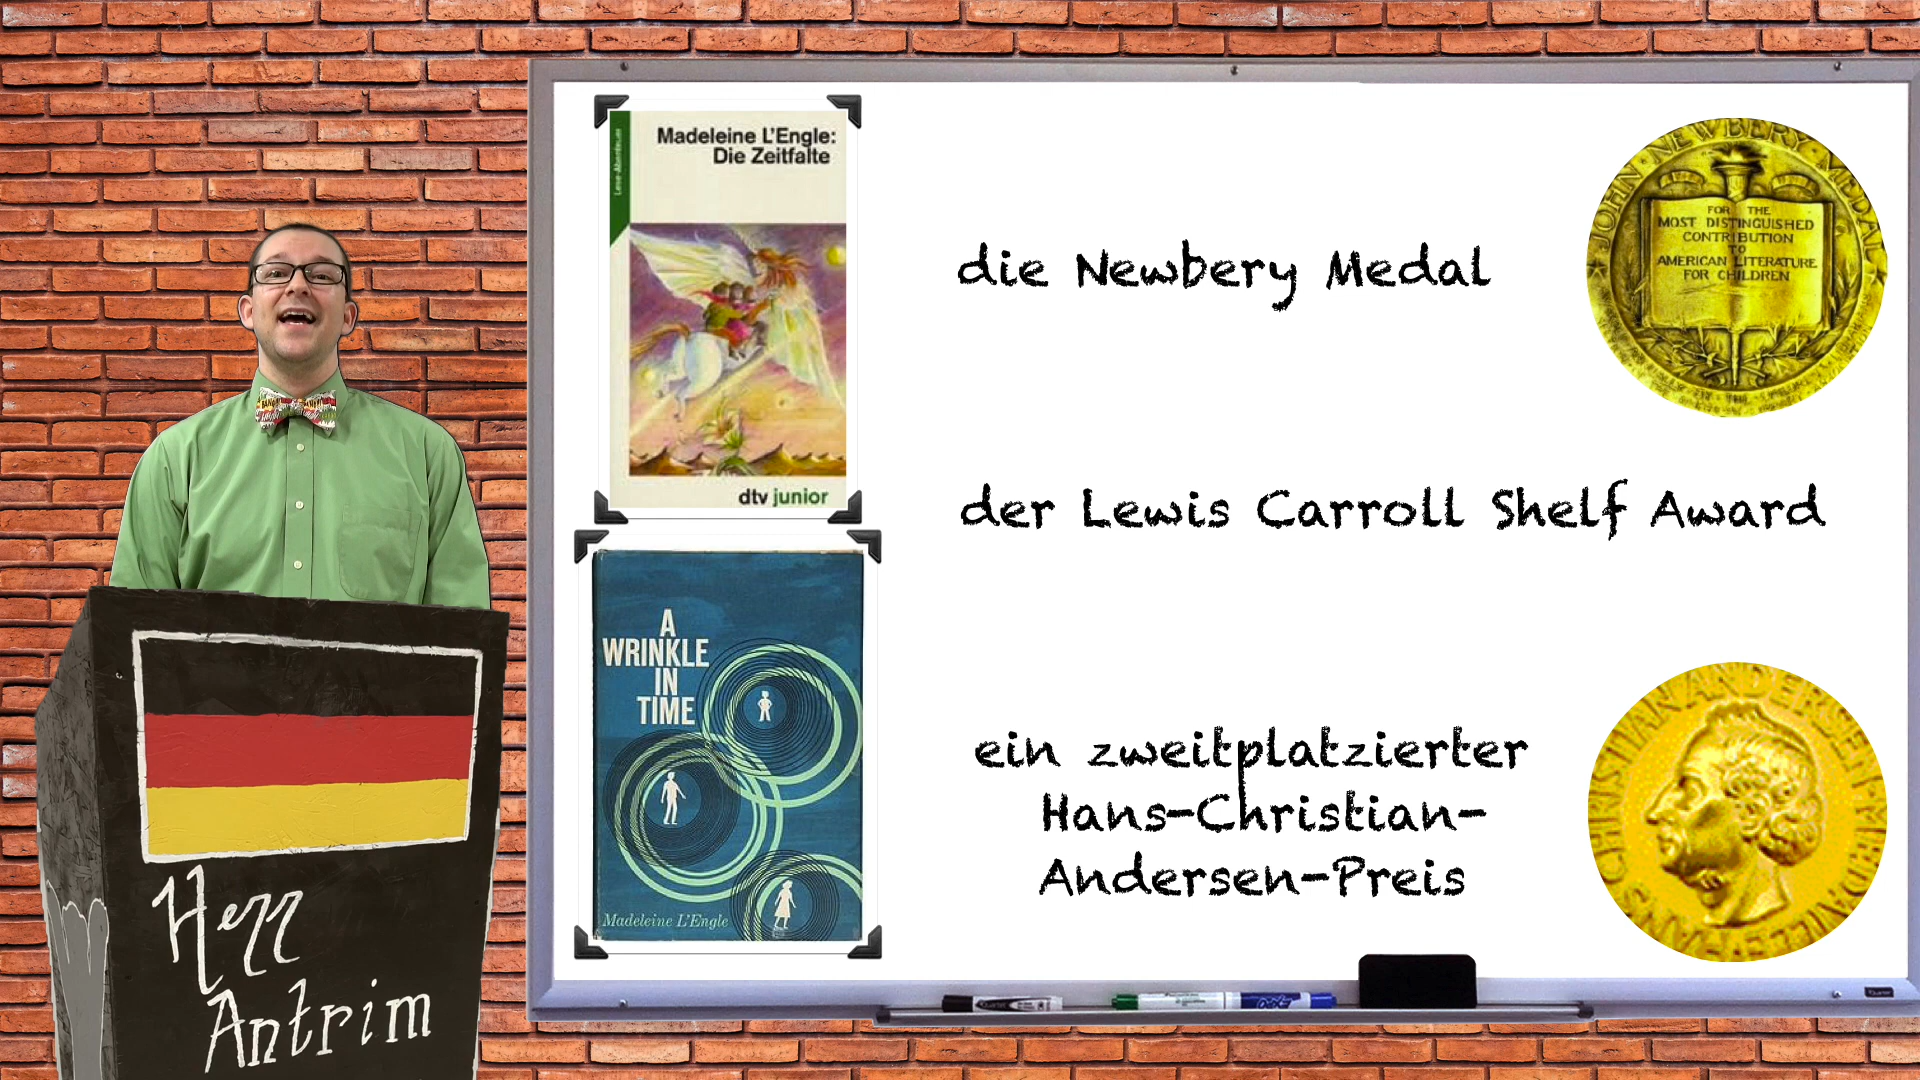 Lese-Abenteuer
Madeleine L'Engle:
Die Zeitfalte
dtv junior
A
WRINKLE
IN
TIME
Madeleine L'Engle
die Newbery Medal
der Lewis Carroll Shelf Award
ein zweitplatzierter
Hans-Christian-
Andersen-Preis
JOHN NEWBERY MEDAL
FOR THE
MOST DISTINGUISHED
CONTRIBUTION
TO
AMERICAN LITERATURE
FOR CHILDREN
Herr
Antrim